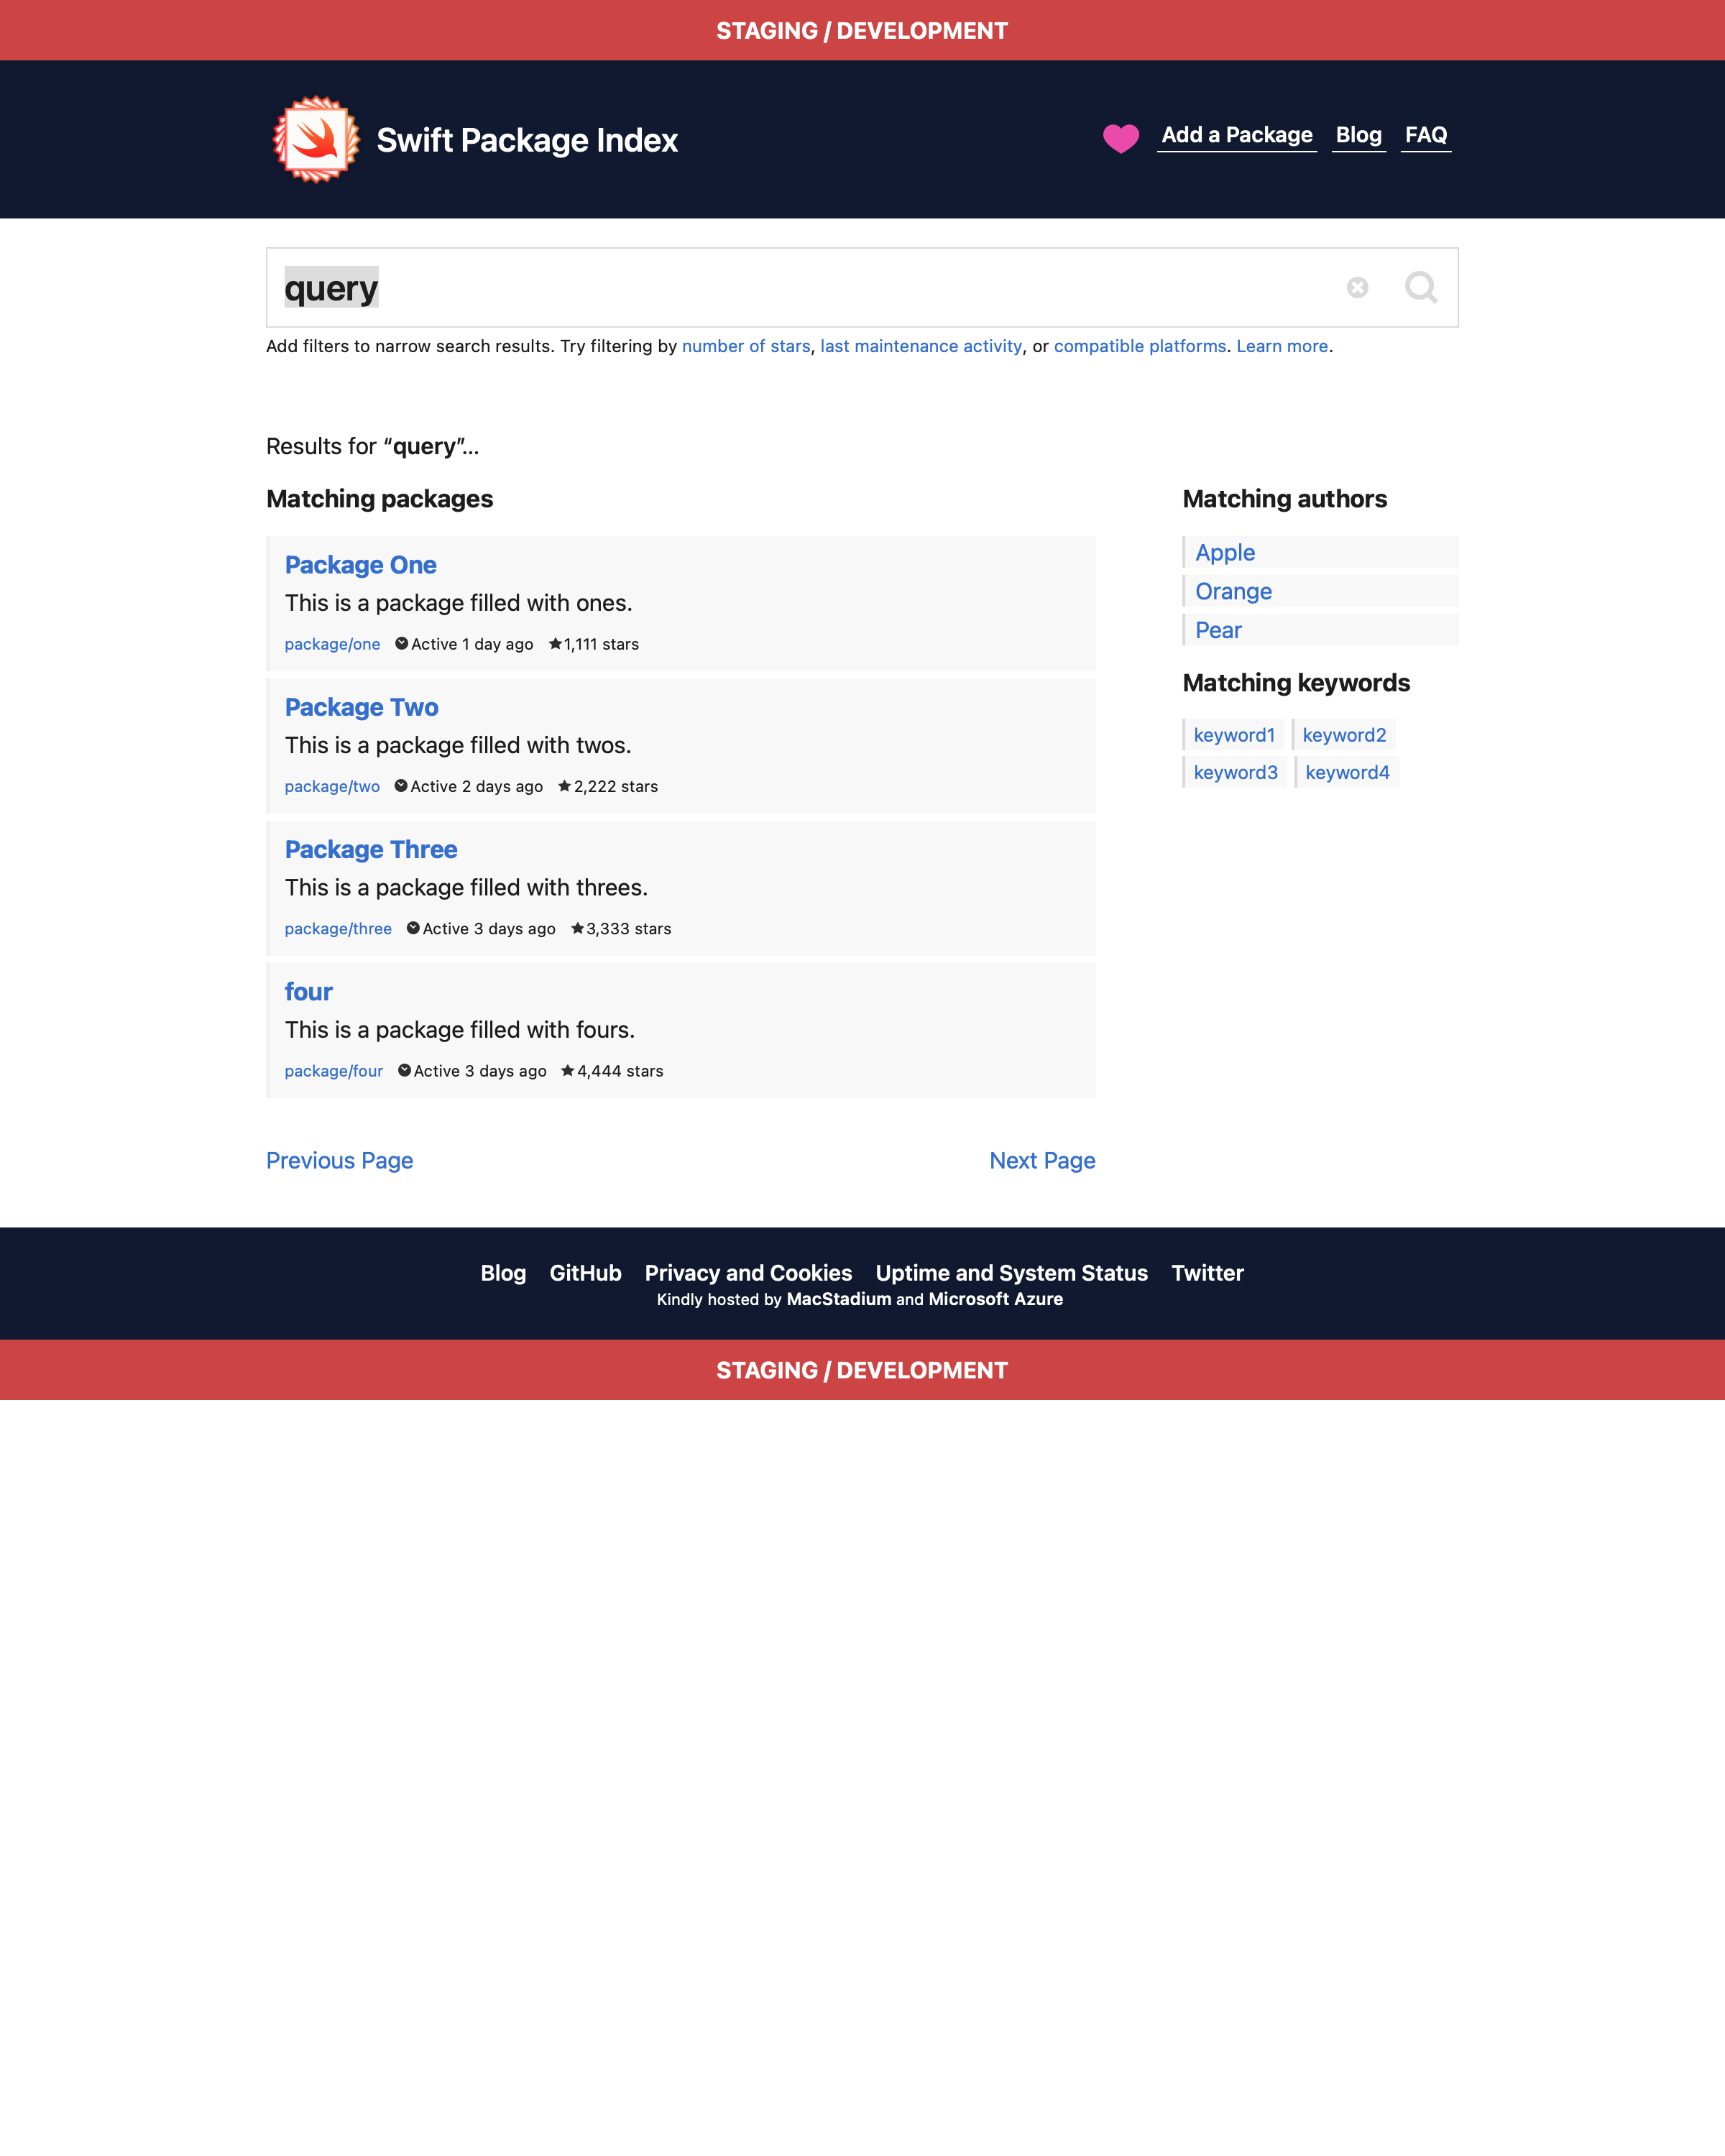 STAGING / DEVELOPMENT
Swift Package Index
Add a Package Blog FAQ
query
Add filters to narrow search results. Try filtering by number of stars, last maintenance activity, or compatible platforms. Learn more.
Results for “query”...
Matching packages
Package One
This is a package filled with ones.
package/one Active 1 day ago 1,111 stars
Package Two
This is a package filled with twos.
package/two Active 2 days ago 2,222 stars
Package Three
This is a package filled with threes.
package/three Active 3 days ago 3,333 stars
four
This is a package filled with fours.
package/four Active 3 days ago 4,444 stars
Previous Page Next Page
Matching authors
Apple
Orange
Pear
Matching keywords
keyword1 keyword2
keyword3 keyword4
Blog GitHub Privacy and Cookies Uptime and System Status Twitter
Kindly hosted by MacStadium and Microsoft Azure
STAGING / DEVELOPMENT